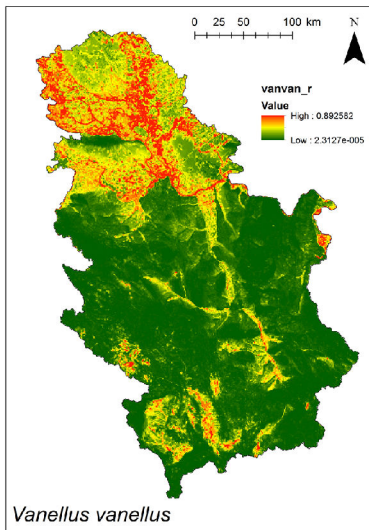 0 25 50 100 km
N
vanvan_r
Value
High : 0.892582
Low : 2.3127e-005
Vanellus vanellus